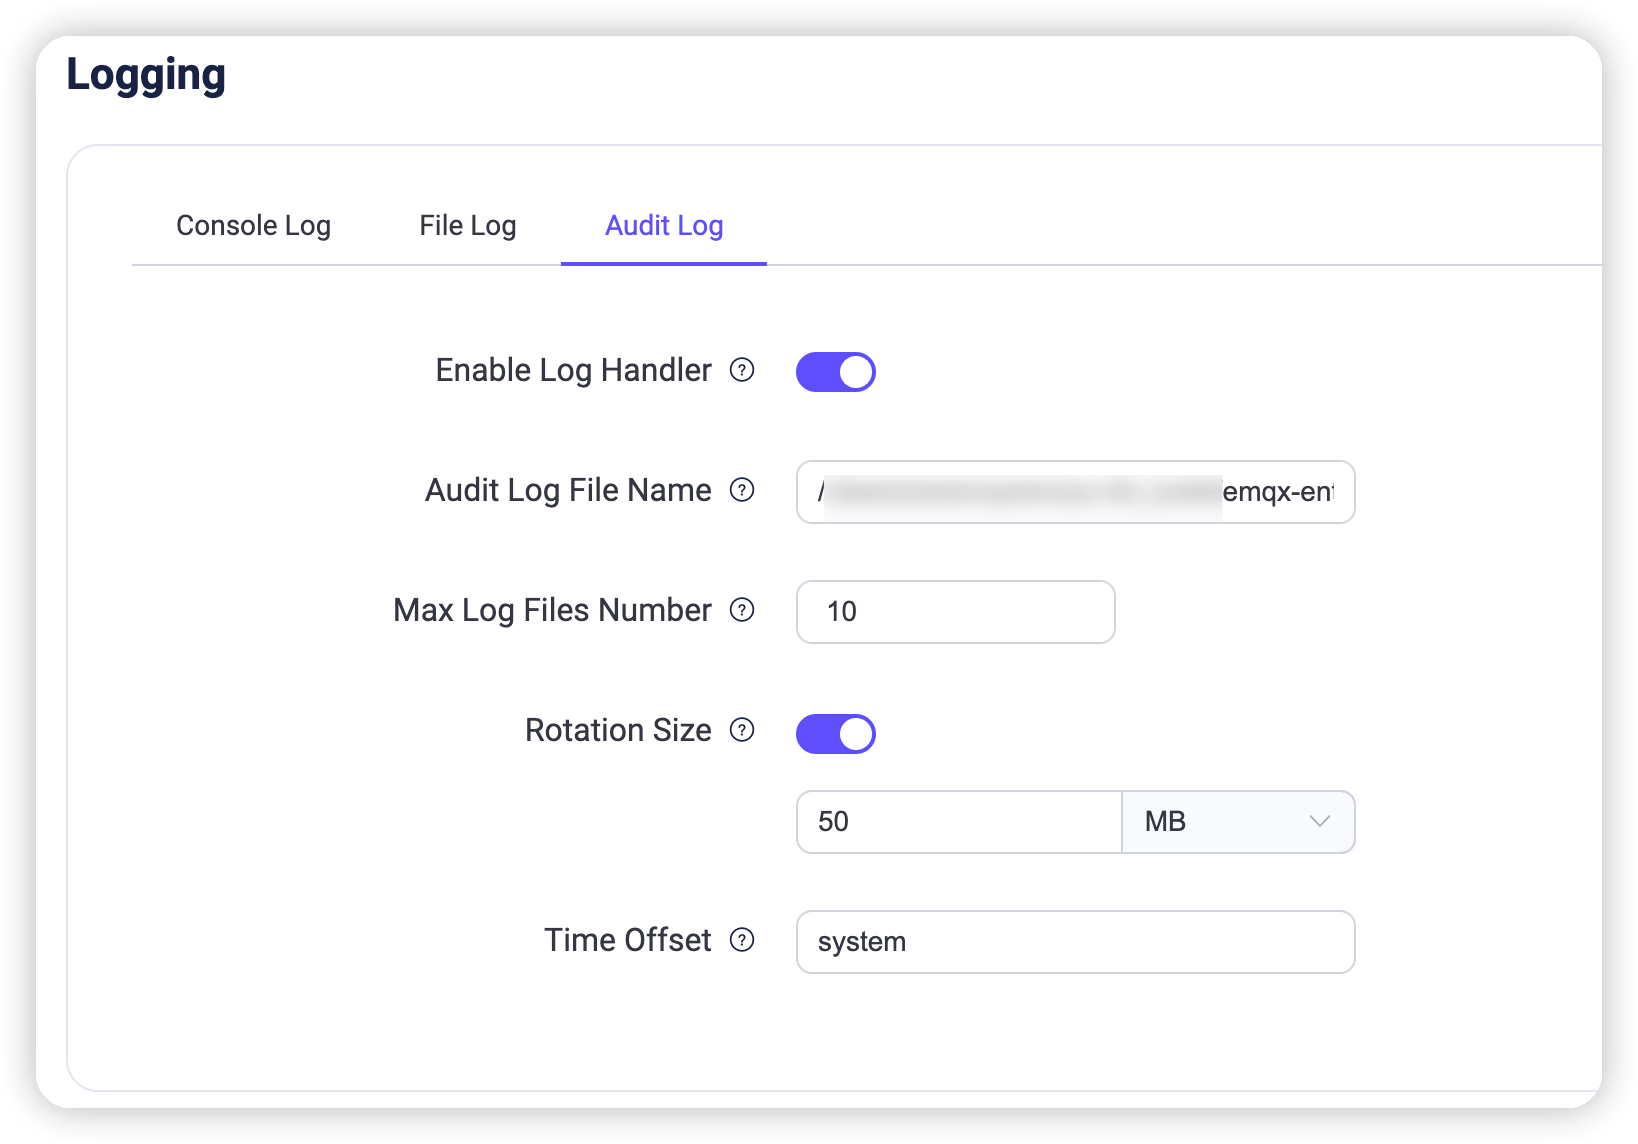 Logging
Console Log File Log Audit Log
Enable Log Handler ?
Audit Log File Name ? / emqx-ent
Max Log Files Number ? 10
Rotation Size ?
50 MB
Time Offset ? system